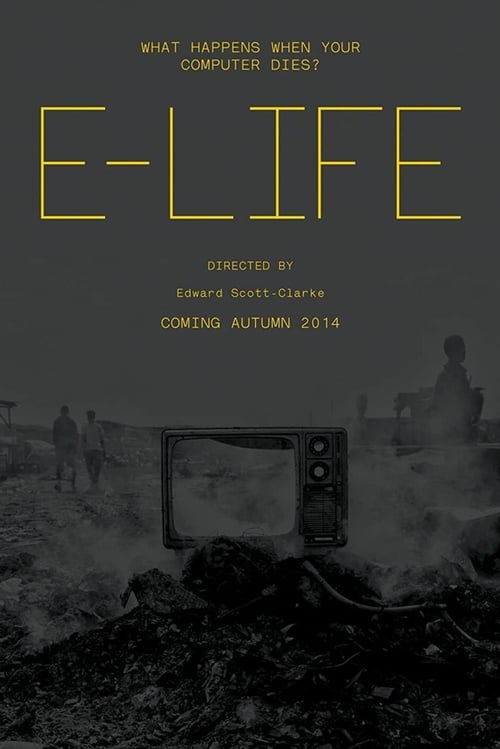 WHAT HAPPENS WHEN YOUR
COMPUTER DIES?
E-LIFE
DIRECTED BY
Edward Scott-Clarke
COMING AUTUMN 2014